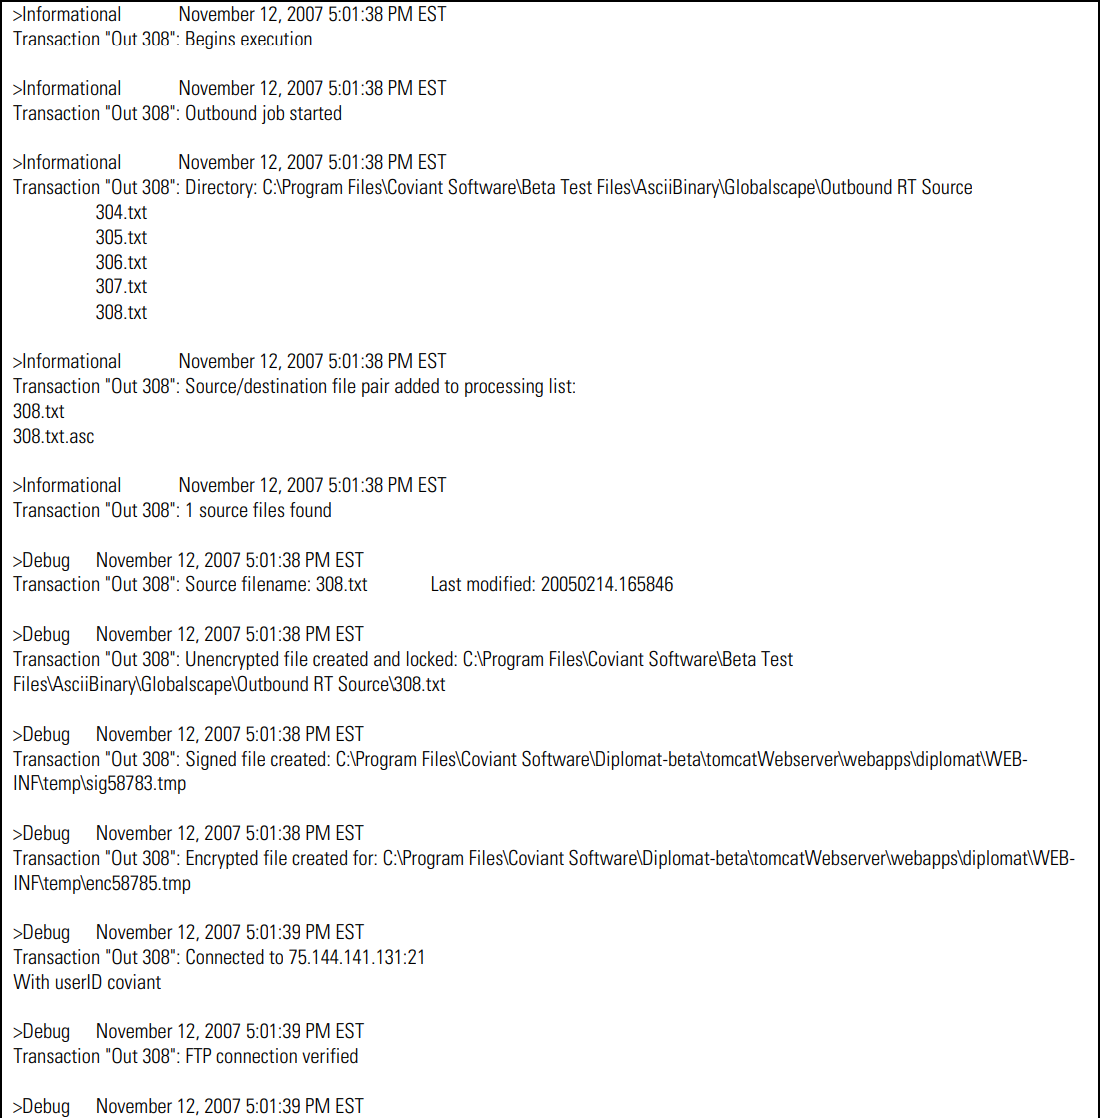 >Informational November 12, 2007 5:01:38 PM EST
Transaction "Out 308": Begins execution
>Informational November 12, 2007 5:01:38 PM EST
Transaction "Out 308": Outbound job started
>Informational November 12, 2007 5:01:38 PM EST
Transaction "Out 308": Directory: C:\Program Files\Coviant Software\Beta Test Files\AsciiBinary\Globalscape\Outbound RT Source
304.txt
305.txt
306.txt
307.txt
308.txt
>Informational November 12, 2007 5:01:38 PM EST
Transaction "Out 308": Source/destination file pair added to processing list:
308.txt
308.txt.asc
>Informational November 12, 2007 5:01:38 PM EST
Transaction "Out 308": 1 source files found
>Debug November 12, 2007 5:01:38 PM EST
Transaction "Out 308": Source filename: 308.txt Last modified: 20050214.165846
>Debug November 12, 2007 5:01:38 PM EST
Transaction "Out 308": Unencrypted file created and locked: C:\Program Files\Coviant Software\Beta Test
Files\AsciiBinary\Globalscape\Outbound RT Source\308.txt
>Debug November 12, 2007 5:01:38 PM EST
Transaction "Out 308": Signed file created: C:\Program Files\Coviant Software\Diplomat-beta\tomcatWebserver\webapps\diplomat\WEB-
INF\temp\sig58783.tmp
>Debug November 12, 2007 5:01:38 PM EST
Transaction "Out 308": Encrypted file created for: C:\Program Files\Coviant Software\Diplomat-beta\tomcatWebserver\webapps\diplomat\WEB-
INF\temp\enc58785.tmp
>Debug November 12, 2007 5:01:39 PM EST
Transaction "Out 308": Connected to 75.144.141.131:21
With userID coviant
>Debug November 12, 2007 5:01:39 PM EST
Transaction "Out 308": FTP connection verified
>Debug November 12, 2007 5:01:39 PM EST